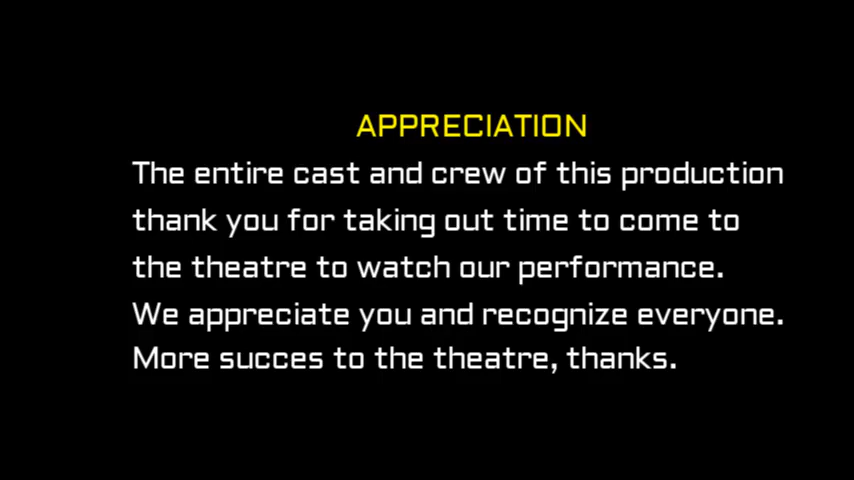 APPRECIATION
The entire cast and crew of this production
thank you for taking out time to come to
the theatre to watch our performance.
We appreciate you and recognize everyone.
More succes to the theatre, thanks.